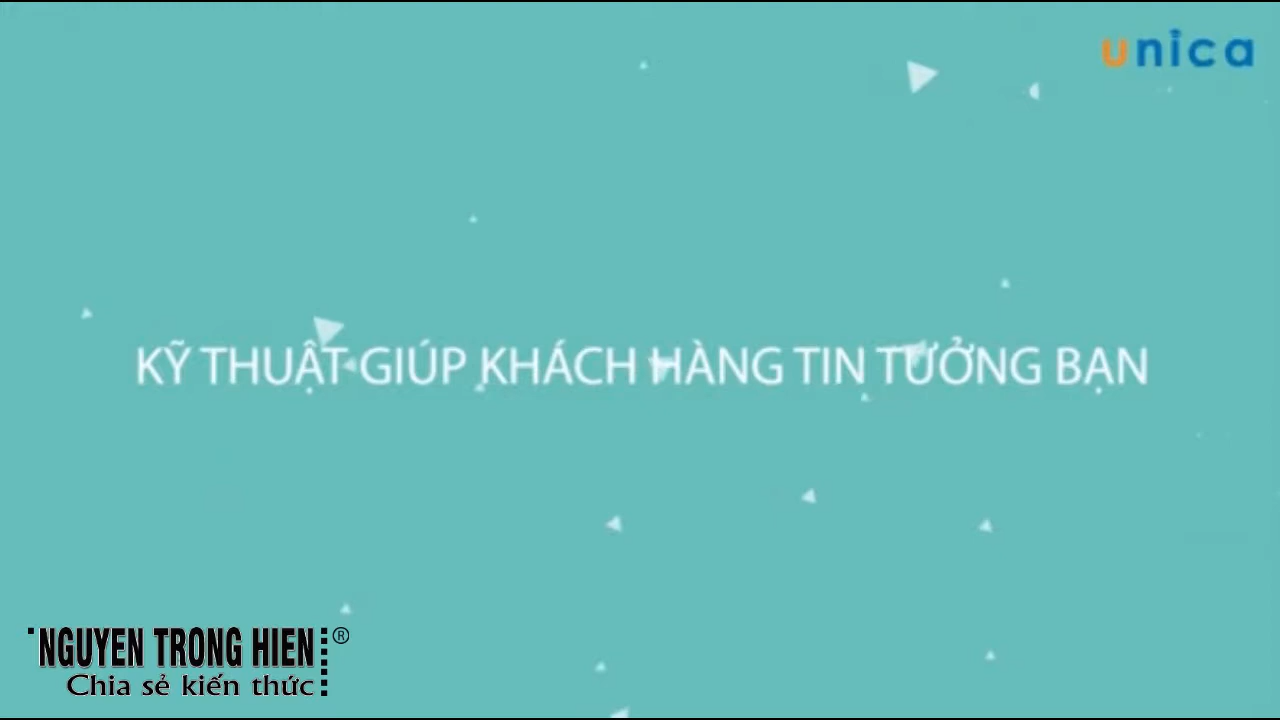 unica
KỸ THUẬT GIÚP KHÁCH HÀNG TIN TƯỞNG BẠN
NGUYEN TRONG HIEN ®
Chia sẻ kiến thức